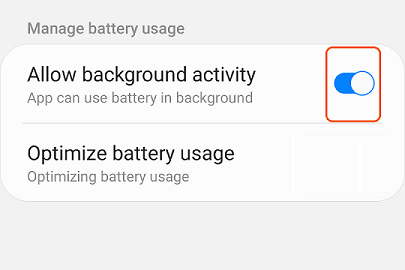 Manage battery usage
Allow background activity
App can use battery in background
Optimize battery usage
Optimizing battery usage